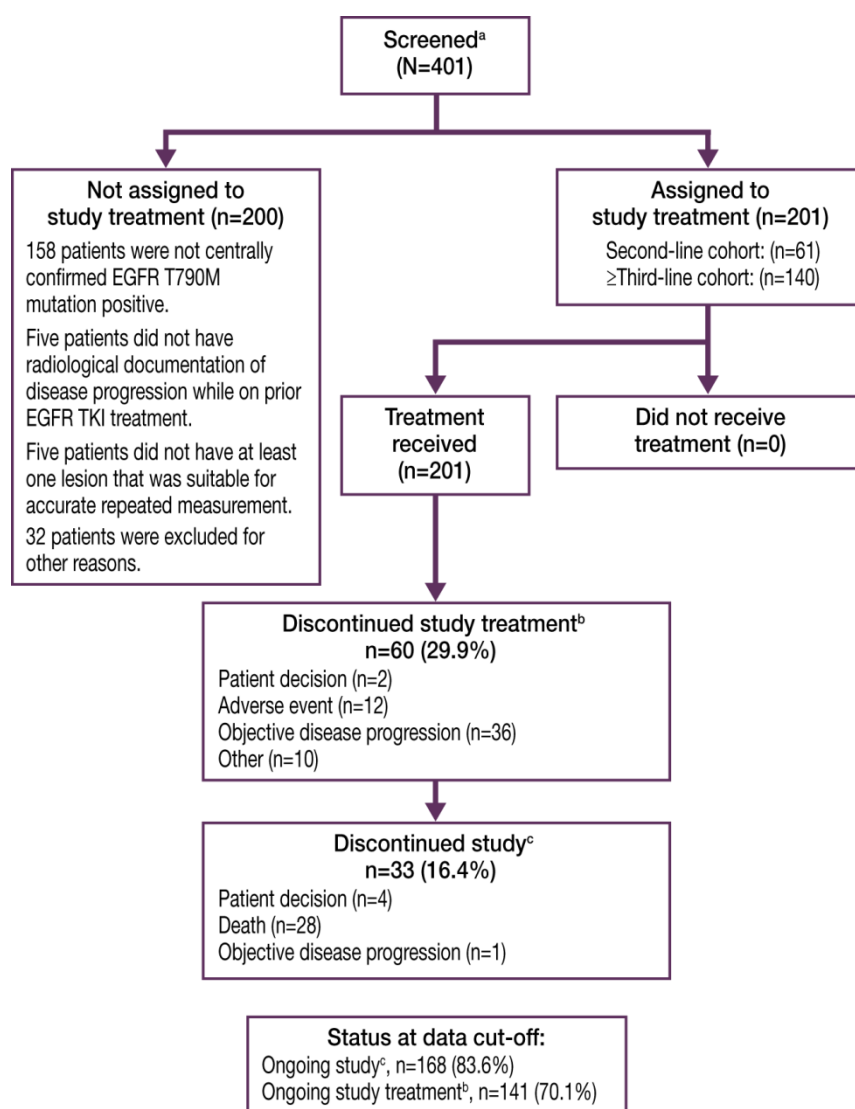 Screenedᵃ
(N=401)
Not assigned to
study treatment (n=200)
158 patients were not centrally
confirmed EGFR T790M
mutation positive.
Five patients did not have
radiological documentation of
disease progression while on prior
EGFR TKI treatment.
Five patients did not have at least
one lesion that was suitable for
accurate repeated measurement.
32 patients were excluded for
other reasons.
Assigned to
study treatment (n=201)
Second-line cohort: (n=61)
≥Third-line cohort: (n=140)
Treatment
received
(n=201)
Did not receive
treatment (n=0)
Discontinued study treatmentᵇ
n=60 (29.9%)
Patient decision (n=2)
Adverse event (n=12)
Objective disease progression (n=36)
Other (n=10)
Discontinued studyᶜ
n=33 (16.4%)
Patient decision (n=4)
Death (n=28)
Objective disease progression (n=1)
Status at data cut-off:
Ongoing studyᶜ, n=168 (83.6%)
Ongoing study treatmentᵇ, n=141 (70.1%)